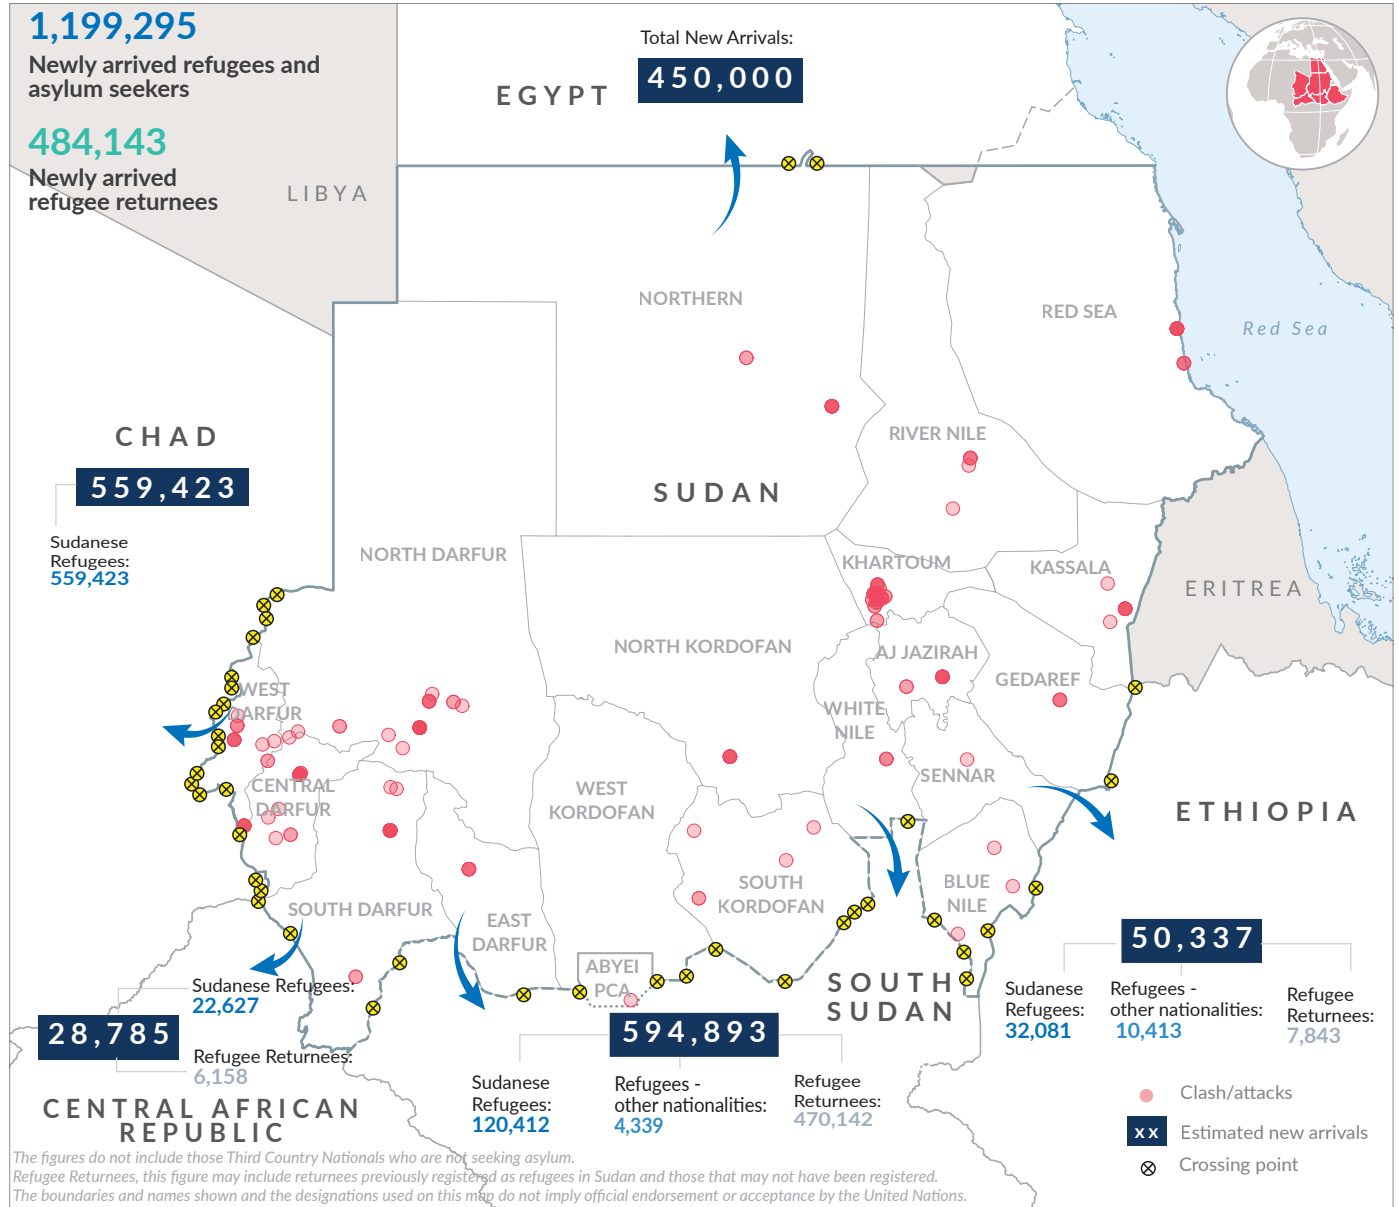 1,199,295
Newly arrived refugees and
asylum seekers
484,143
Newly arrived
refugee returnees
LIBYA
EGYPT
Total New Arrivals:
450,000
NORTHERN
RED SEA
Red Sea
RIVER NILE
CHAD
559,423
Sudanese
Refugees:
559,423
SUDAN
NORTH DARFUR
KHARTOUM
KASSALA
ERITREA
NORTH KORDOFAN
AJ JAZIRAH
GEDAREF
WEST
DARFUR
WHITE
NILE
SENNAR
CENTRAL
DARFUR
WEST
KORDOFAN
ETHIOPIA
SOUTH
KORDOFAN
BLUE
NILE
SOUTH DARFUR
EAST
DARFUR
ABYEI
PCA
SOUTH
SUDAN
50,337
Sudanese
Refugees:
32,081
Refugees -
other nationalities:
10,413
Refugee
Returnees:
7,843
Sudanese Refugees:
22,627
28,785
Refugee Returnees:
6,158
CENTRAL AFRICAN
REPUBLIC
594,893
Sudanese
Refugees:
120,412
Refugees -
other nationalities:
4,339
Refugee
Returnees:
470,142
Clash/attacks
xx Estimated new arrivals
Crossing point
The figures do not include those Third Country Nationals who are not seeking asylum.
Refugee Returnees, this figure may include returnees previously registered as refugees in Sudan and those that may not have been registered.
The boundaries and names shown and the designations used on this map do not imply official endorsement or acceptance by the United Nations.